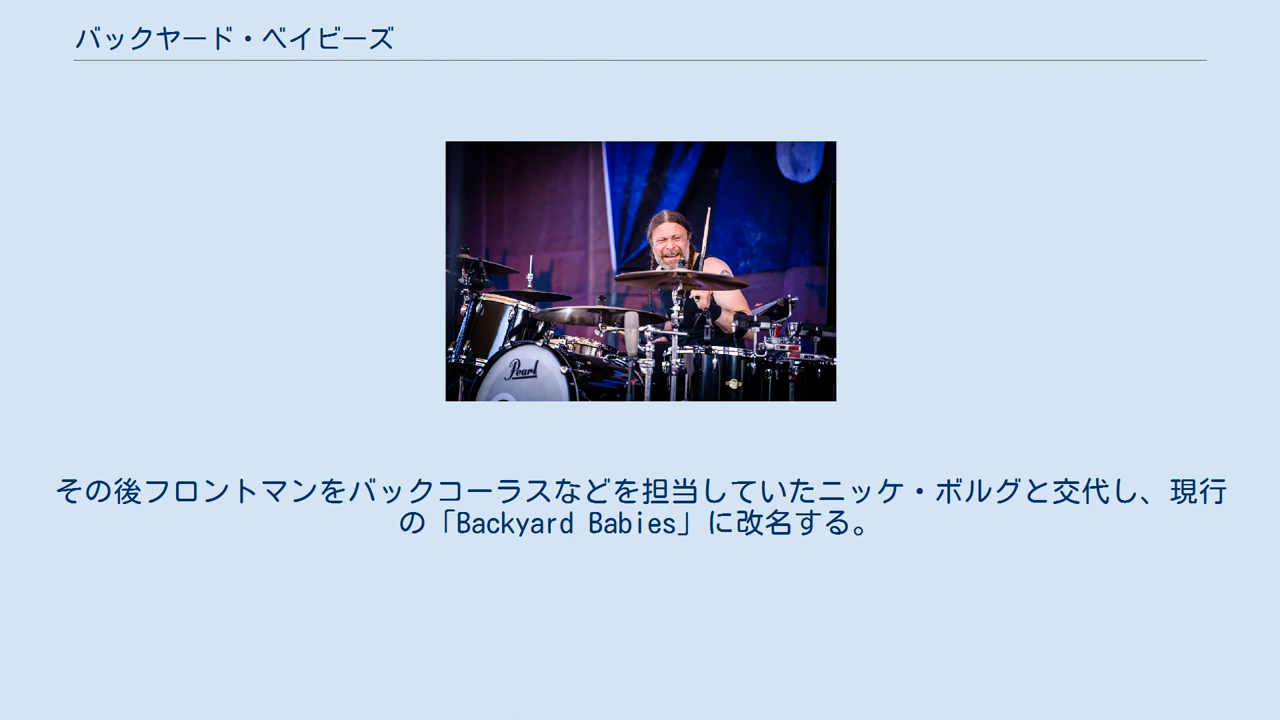 バックヤード・ベイビーズ
Pearl
その後フロントマンをバックコーラスなどを担当していたニッケ・ボルグと交代し、現行
の「Backyard Babies」に改名する。